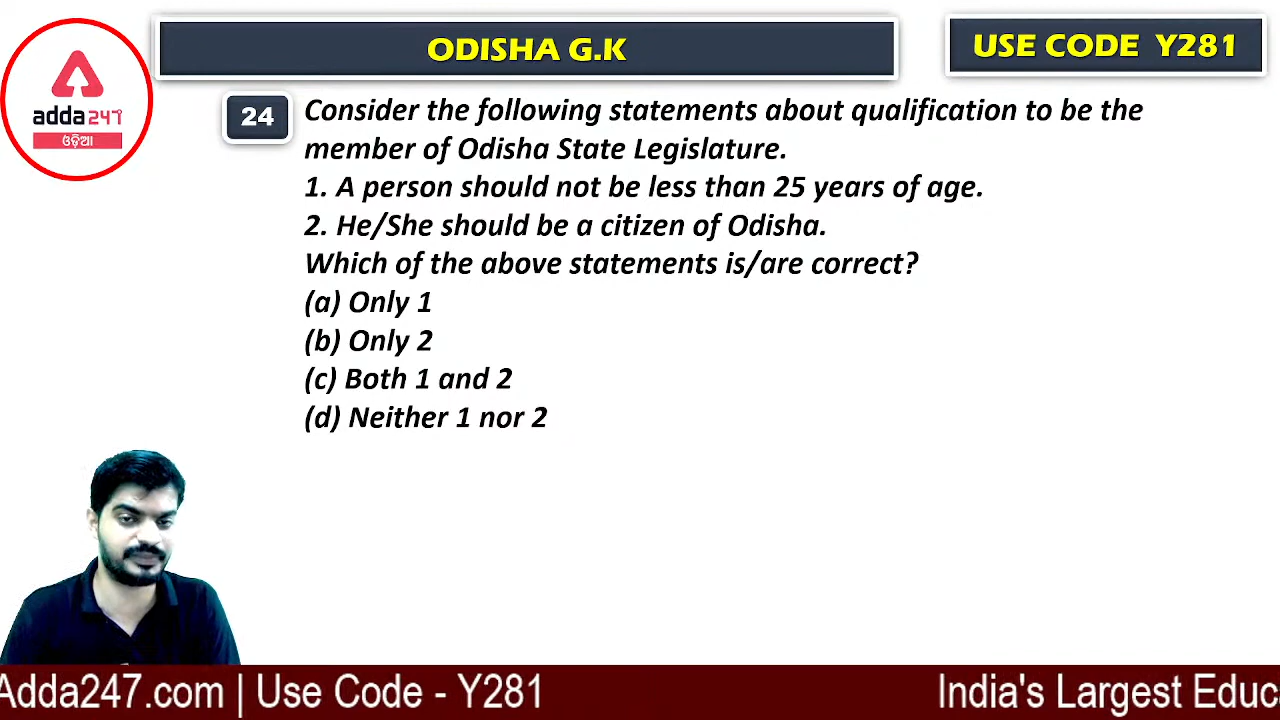 ODISHA G.K
USE CODE Y281
adda247
ଓଡ଼ିଆ
24
Consider the following statements about qualification to be the
member of Odisha State Legislature.
1. A person should not be less than 25 years of age.
2. He/She should be a citizen of Odisha.
Which of the above statements is/are correct?
(a) Only 1
(b) Only 2
(c) Both 1 and 2
(d) Neither 1 nor 2
Adda247.com | Use Code - Y281
India's Largest Educ